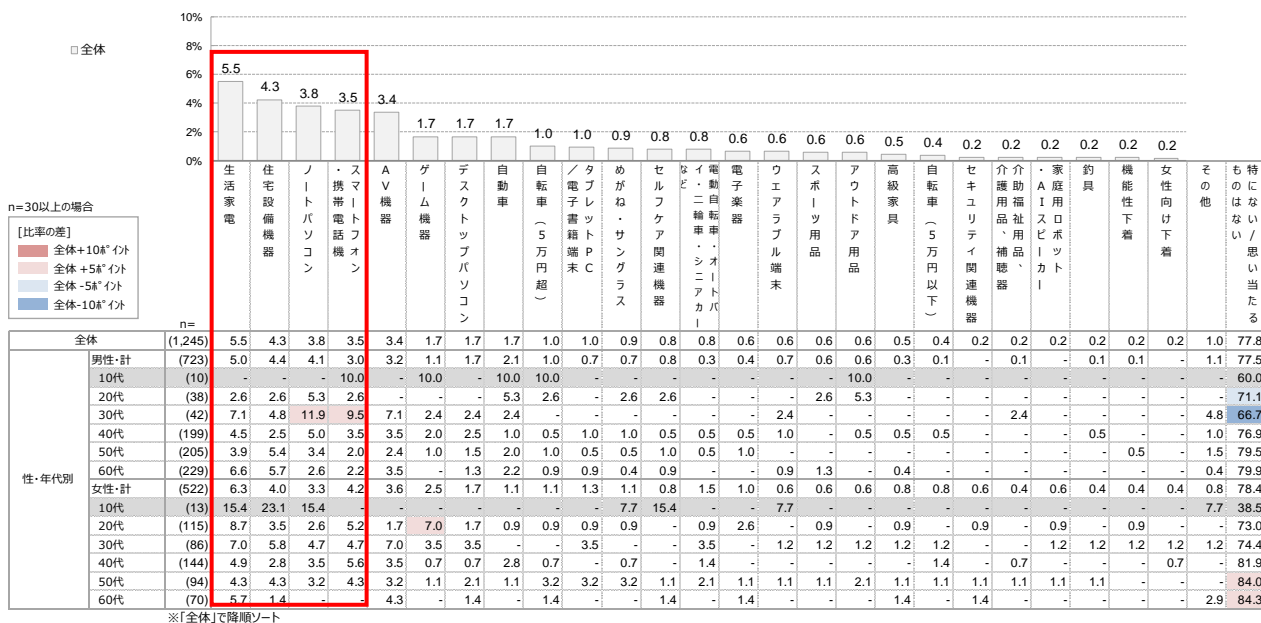 10%
8%
6%
4%
2%
0%
全体
5.5 4.3 3.8 3.5 3.4 1.7 1.7 1.7 1.0 1.0 0.9 0.8 0.8 0.6 0.6 0.6 0.6 0.5 0.4 0.2 0.2 0.2 0.2 0.2 0.2
生活家電
住宅設備機器
ノートパソコン
スマートフォン
・携帯電話機
AV機器
ゲーム機器
デスクトップパソコン
自動車
自転車(5万円超)
タブレットPC
/電子書籍端末
めがね・サングラス
セルフケア関連機器
電動自転車・オートバ
イ・二輪車・シニアカー
など
電子楽器
ウエアラブル端末
スポーツ用品
アウトドア用品
高級家具
自転車(5万円以下)
セキュリティ関連機器
介助福祉用品、
介護用品、補聴器
家庭用ロボット
・AIスピーカー
釣具
機能性下着
女性向け下着
その他
特にない/思い当たる
ものはない
n=30以上の場合
[比率の差]
全体+10ポイント
全体+5ポイント
全体-5ポイント
全体-10ポイント
n=
全体 (1,245) 5.5 4.3 3.8 3.5 3.4 1.7 1.7 1.7 1.0 1.0 0.9 0.8 0.8 0.6 0.6 0.6 0.6 0.5 0.4 0.2 0.2 0.2 0.2 0.2 0.2 1.0 77.8
性・年代別
男性・計 (723) 5.0 4.4 4.1 3.0 3.2 1.1 1.7 2.1 1.0 0.7 0.7 0.8 0.3 0.4 0.7 0.6 0.6 0.3 0.1 - 0.1 - 0.1 0.1 - 1.1 77.5
10代 (10) - - - 10.0 - 10.0 - 10.0 10.0 - - - - - - - 10.0 - - - - - - - - - 60.0
20代 (38) 2.6 2.6 5.3 2.6 - - - 5.3 2.6 - 2.6 2.6 - - - 2.6 5.3 - - - - - - - - - 71.1
30代 (42) 7.1 4.8 11.9 9.5 7.1 2.4 2.4 2.4 - - - - - - 2.4 - - - - - 2.4 - - - - 4.8 66.7
40代 (199) 4.5 2.5 5.0 3.5 3.5 2.0 2.5 1.0 0.5 1.0 1.0 0.5 0.5 0.5 1.0 - 0.5 0.5 0.5 - - - 0.5 - - 1.0 76.9
50代 (205) 3.9 5.4 3.4 2.0 2.4 1.0 1.5 2.0 1.0 0.5 0.5 1.0 0.5 1.0 - - - - - - - - - 0.5 - 1.5 79.5
60代 (229) 6.6 5.7 2.6 2.2 3.5 - 1.3 2.2 0.9 0.9 0.4 0.9 - - 0.9 1.3 - 0.4 - - - - - - - 0.4 79.9
女性・計 (522) 6.3 4.0 3.3 4.2 3.6 2.5 1.7 1.1 1.1 1.3 1.1 0.8 1.5 1.0 0.6 0.6 0.6 0.8 0.8 0.6 0.4 0.6 0.4 0.4 0.4 0.8 78.4
10代 (13) 15.4 23.1 15.4 - - - - - - - 7.7 15.4 - - 7.7 - - - - - - - - - - 7.7 38.5
20代 (115) 8.7 3.5 2.6 5.2 1.7 7.0 1.7 0.9 0.9 0.9 0.9 - 0.9 2.6 - 0.9 - 0.9 - 0.9 - 0.9 - 0.9 - - 73.0
30代 (86) 7.0 5.8 4.7 4.7 7.0 3.5 3.5 - - 3.5 - - 3.5 - 1.2 1.2 1.2 1.2 1.2 - - 1.2 1.2 1.2 1.2 1.2 74.4
40代 (144) 4.9 2.8 3.5 5.6 3.5 0.7 0.7 2.8 0.7 - 0.7 - 1.4 - - - - - 1.4 - 0.7 - - - 0.7 - 81.9
50代 (94) 4.3 4.3 3.2 4.3 3.2 1.1 2.1 1.1 3.2 3.2 3.2 1.1 2.1 1.1 1.1 1.1 2.1 1.1 1.1 1.1 1.1 1.1 1.1 - - - 84.0
60代 (70) 5.7 1.4 - - 4.3 - 1.4 - 1.4 - - 1.4 - 1.4 - - - 1.4 - 1.4 - - - - - 2.9 84.3
※「全体」で降順ソート